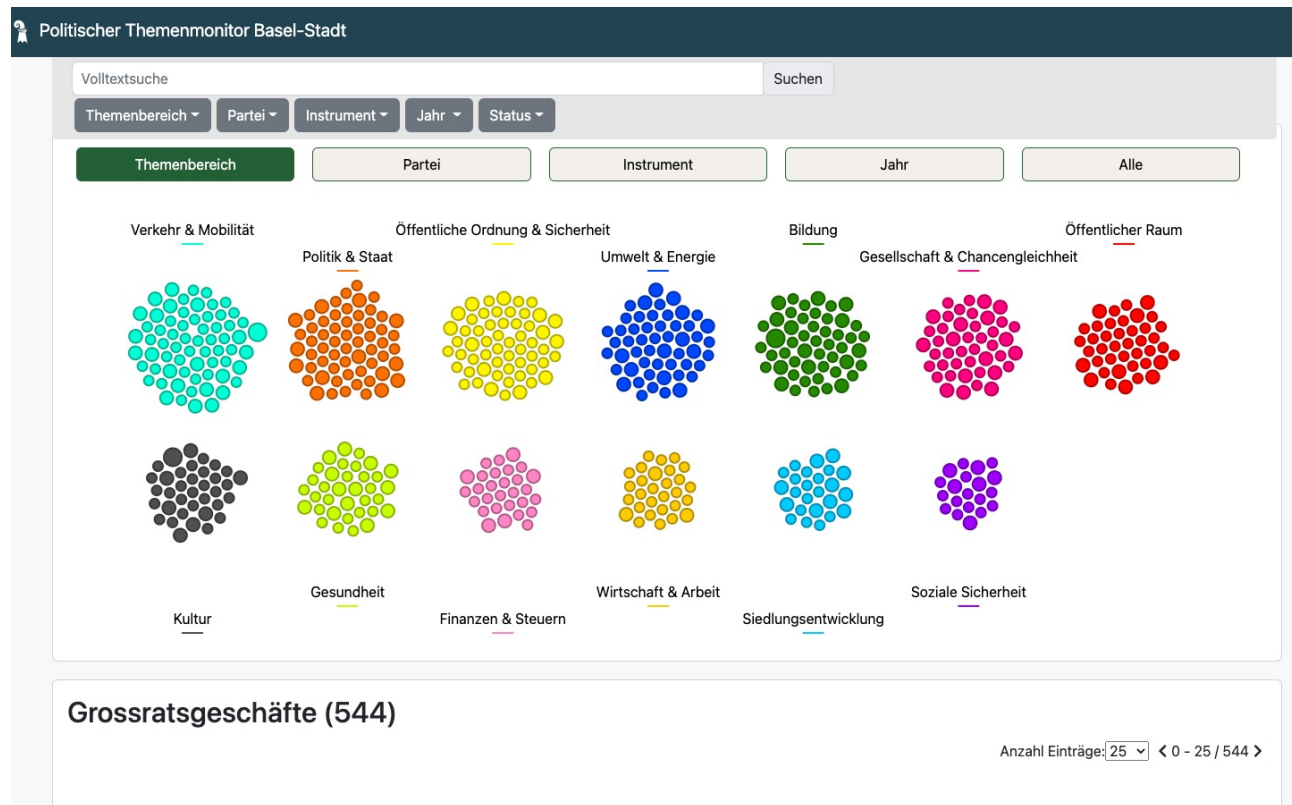 Politischer Themenmonitor Basel-Stadt
Volltextsuche
Suchen
Themenbereich
Partei
Instrument
Jahr
Status
Themenbereich
Partei
Instrument
Jahr
Alle
Verkehr & Mobilität
Öffentliche Ordnung & Sicherheit
Bildung
Öffentlicher Raum
Politik & Staat
Umwelt & Energie
Gesellschaft & Chancengleichheit
Gesundheit
Wirtschaft & Arbeit
Soziale Sicherheit
Kultur
Finanzen & Steuern
Siedlungsentwicklung
Grossratsgeschäfte (544)
Anzahl Einträge: 25 < 0 - 25 / 544 >